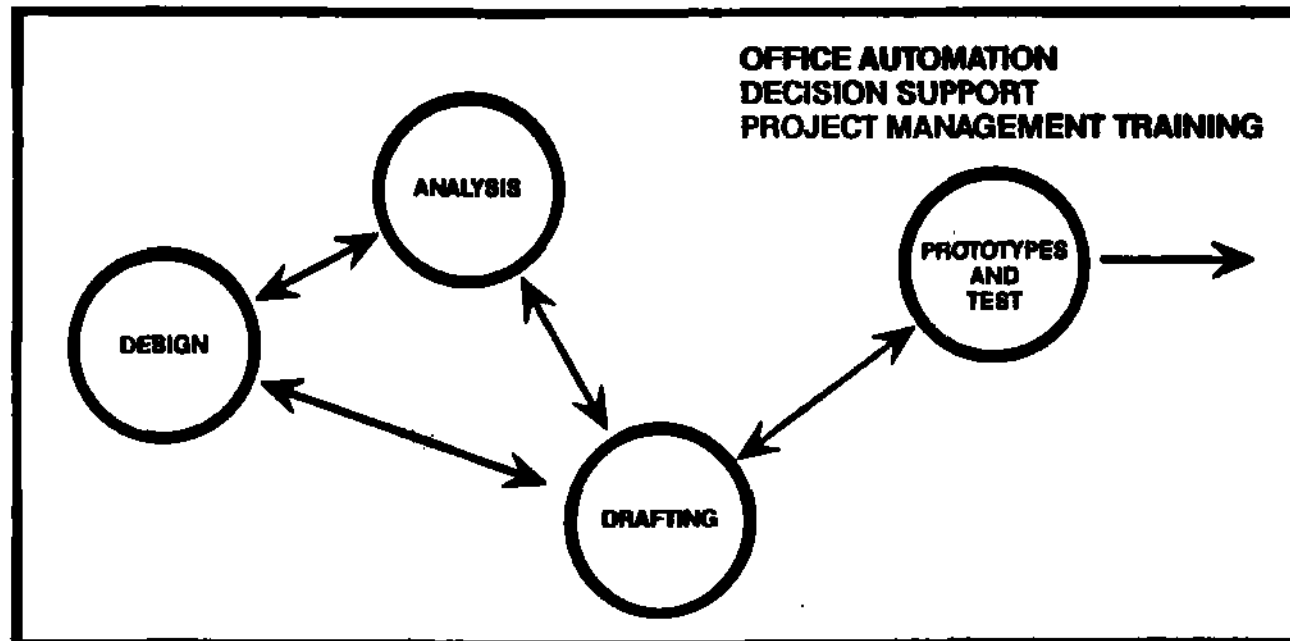 OFFICE AUTOMATION
DECISION SUPPORT
PROJECT MANAGEMENT TRAINING
ANALYSIS
PROTOTYPES
AND
TEST
DESIGN
DRAFTING